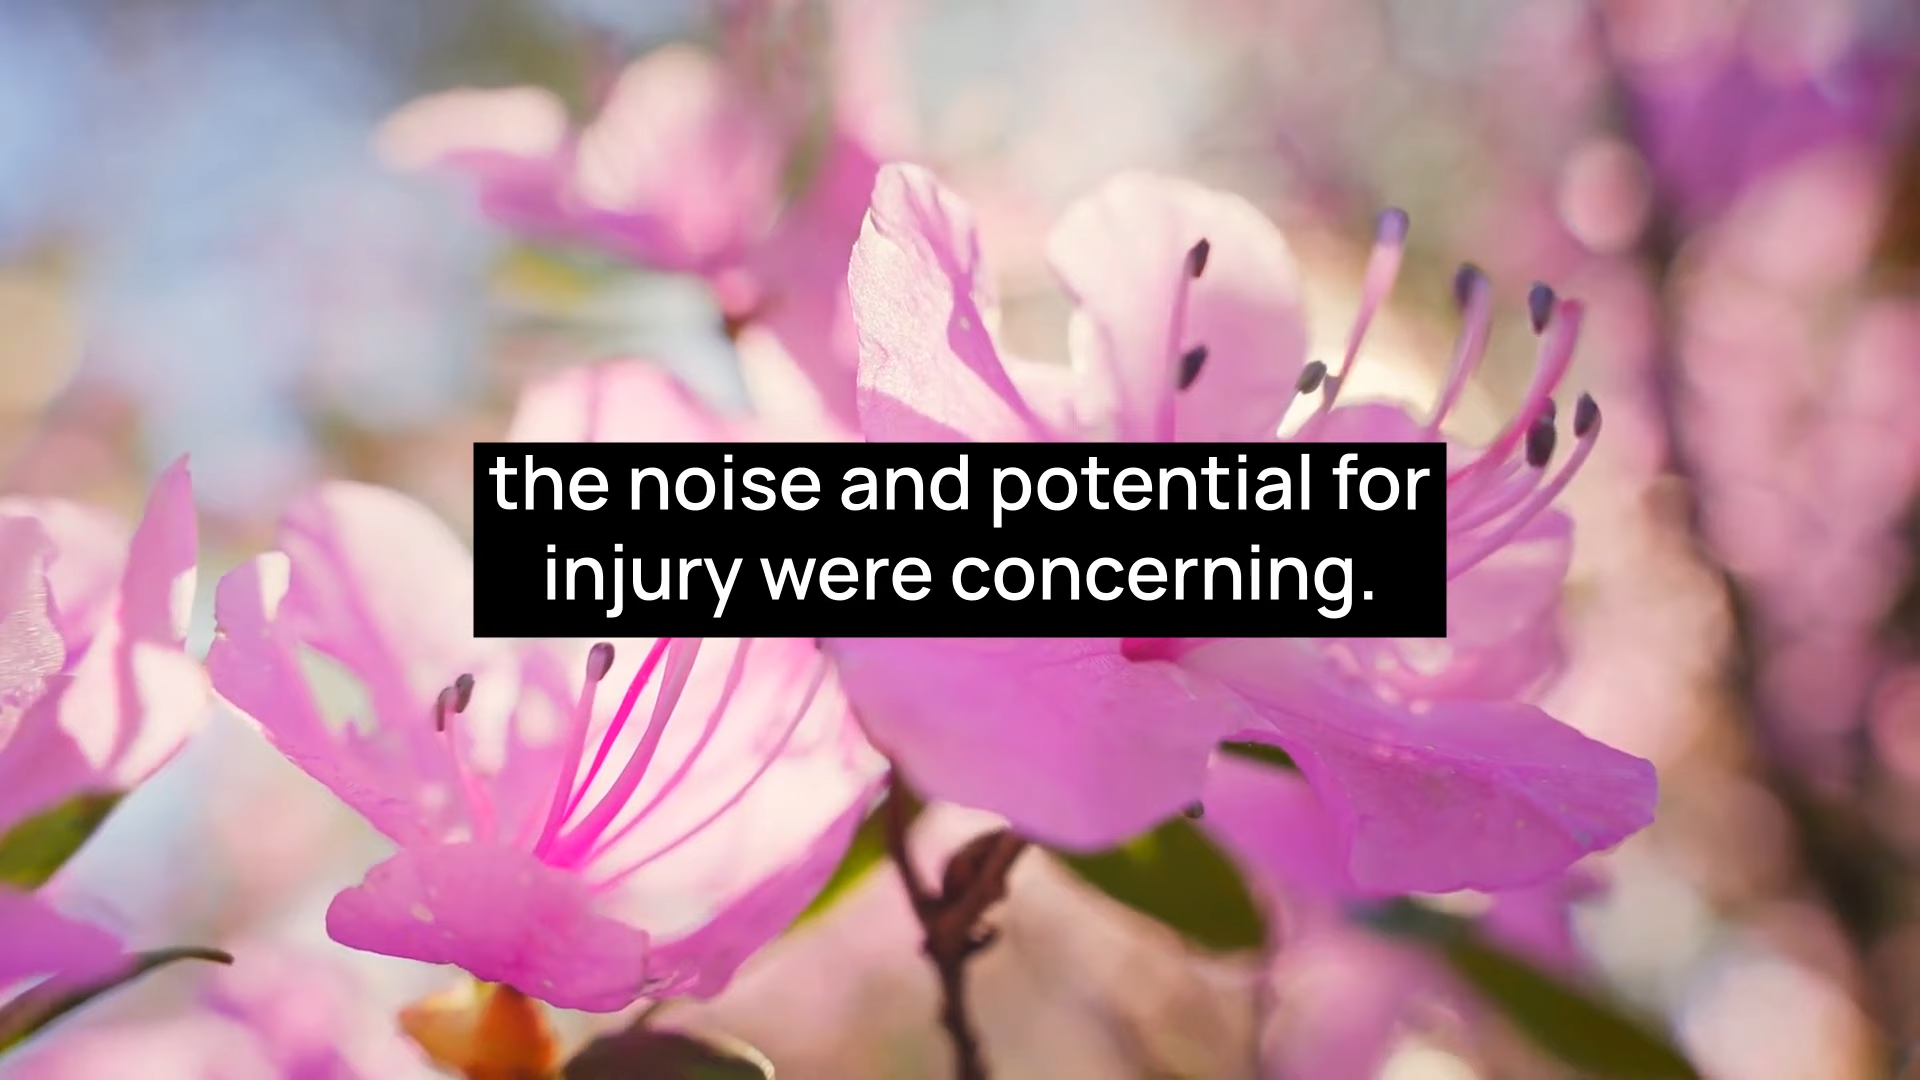 the noise and potential for
injury were concerning.